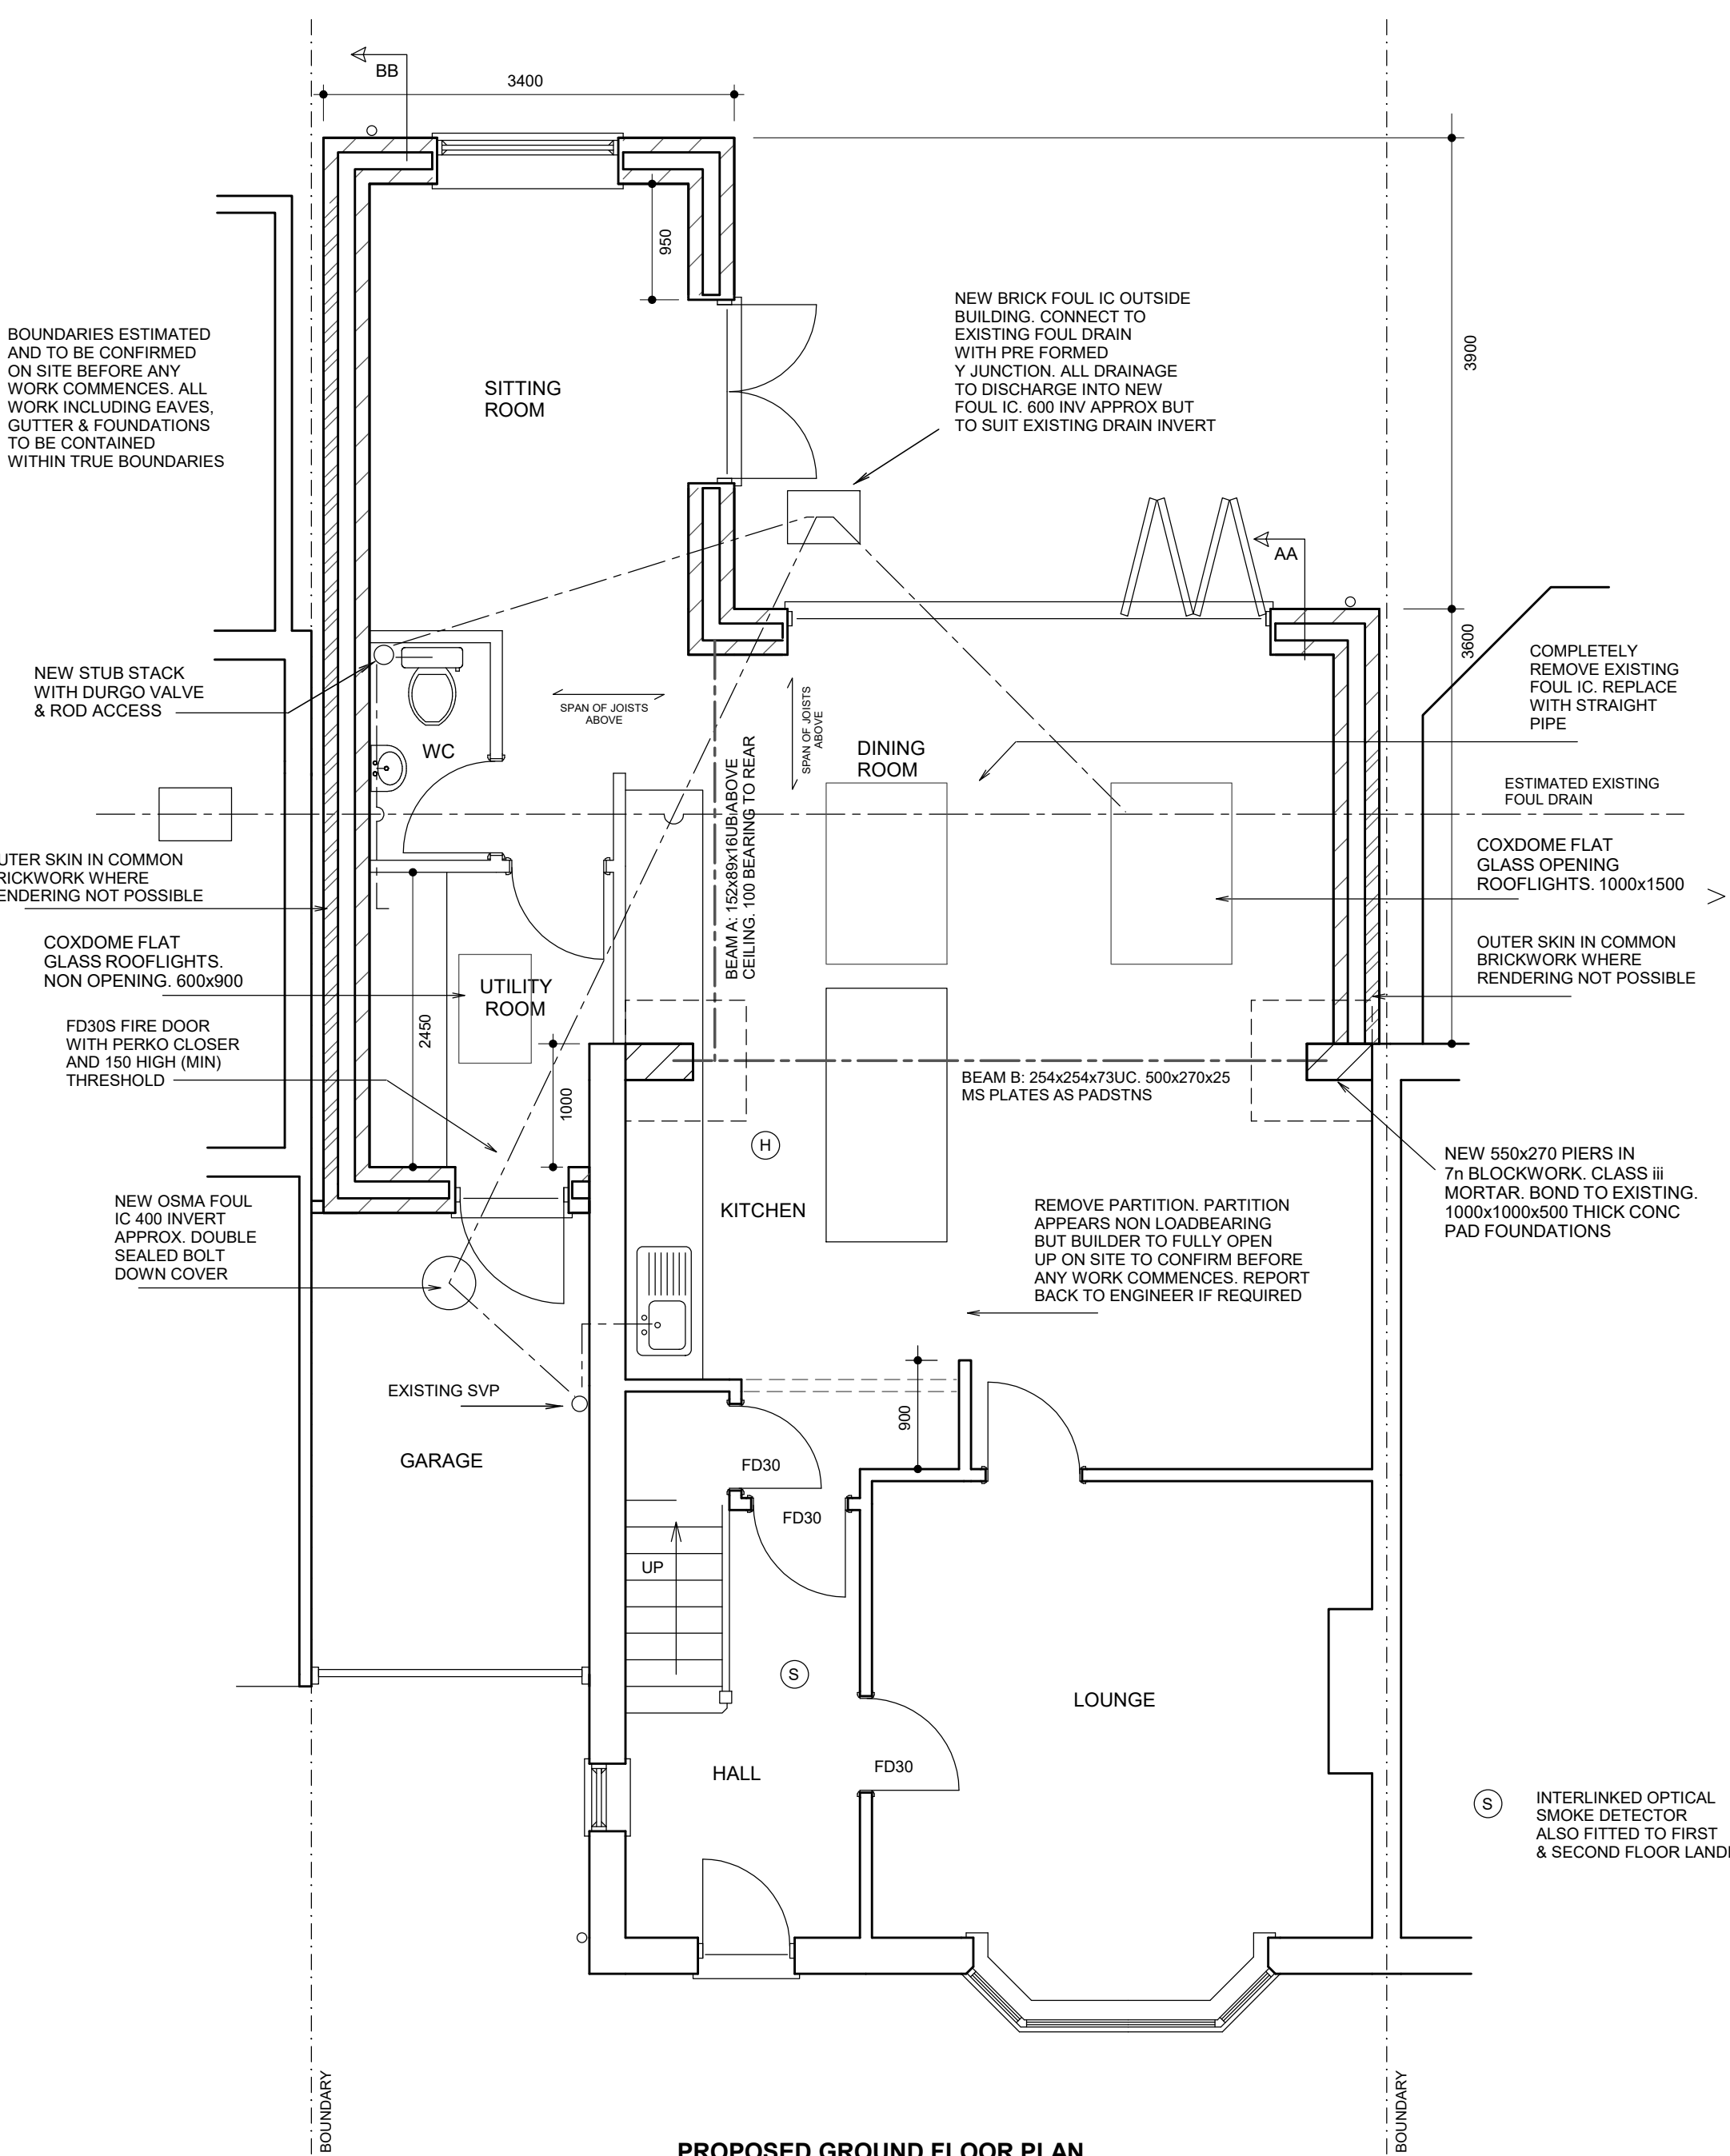 BB
3400
BOUNDARIES ESTIMATED
AND TO BE CONFIRMED
ON SITE BEFORE ANY
WORK COMMENCES. ALL
WORK INCLUDING EAVES,
GUTTER & FOUNDATIONS
TO BE CONTAINED
WITHIN TRUE BOUNDARIES
950
SITTING
ROOM
NEW BRICK FOUL IC OUTSIDE
BUILDING. CONNECT TO
EXISTING FOUL DRAIN
WITH PRE FORMED
Y JUNCTION. ALL DRAINAGE
TO DISCHARGE INTO NEW
FOUL IC. 600 INV APPROX BUT
TO SUIT EXISTING DRAIN INVERT
3900
AA
3600
NEW STUB STACK
WITH DURGO VALVE
& ROD ACCESS
WC
SPAN OF JOISTS
ABOVE
SPAN OF JOISTS
ABOVE
DINING
ROOM
COMPLETELY
REMOVE EXISTING
FOUL IC. REPLACE
WITH STRAIGHT
PIPE
ESTIMATED EXISTING
FOUL DRAIN
BEAM A: 152x89x16UB ABOVE
CEILING. 100 BEARING TO REAR
UTER SKIN IN COMMON
RICKWORK WHERE
ENDERING NOT POSSIBLE
COXDOME FLAT
GLASS OPENING
ROOFLIGHTS. 1000x1500
COXDOME FLAT
GLASS ROOFLIGHTS.
NON OPENING. 600x900
UTILITY
ROOM
OUTER SKIN IN COMMON
BRICKWORK WHERE
RENDERING NOT POSSIBLE
FD30S FIRE DOOR
WITH PERKO CLOSER
AND 150 HIGH (MIN)
THRESHOLD
2450
1000
BEAM B: 254x254x73UC. 500x270x25
MS PLATES AS PADSTNS
H
NEW 550x270 PIERS IN
7n BLOCKWORK. CLASS iii
MORTAR. BOND TO EXISTING.
1000x1000x500 THICK CONC
PAD FOUNDATIONS
NEW OSMA FOUL
IC 400 INVERT
APPROX. DOUBLE
SEALED BOLT
DOWN COVER
KITCHEN
REMOVE PARTITION. PARTITION
APPEARS NON LOADBEARING
BUT BUILDER TO FULLY OPEN
UP ON SITE TO CONFIRM BEFORE
ANY WORK COMMENCES. REPORT
BACK TO ENGINEER IF REQUIRED
EXISTING SVP
900
GARAGE
FD30
FD30
UP
S
LOUNGE
HALL
FD30
S
INTERLINKED OPTICAL
SMOKE DETECTOR
ALSO FITTED TO FIRST
& SECOND FLOOR LANDI
BOUNDARY
BOUNDARY
PROPOSED GROUND FLOOR PLAN